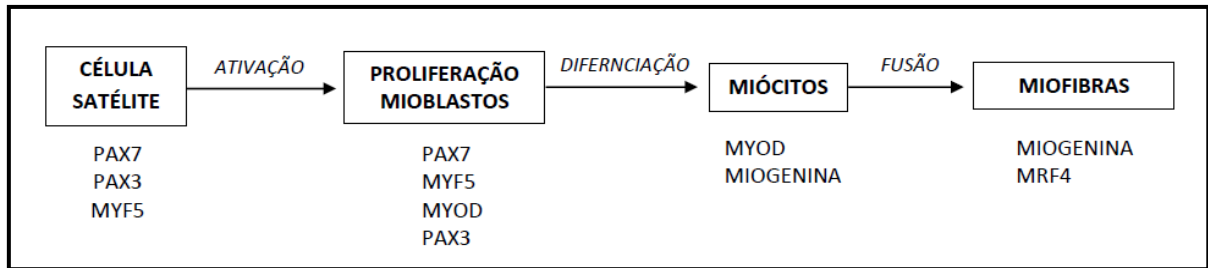 CÉLULA
SATÉLITE
ATIVAÇÃO
PROLIFERAÇÃO
MIOBLASTOS
DIFERNCIAÇÃO
MIÓCITOS
FUSÃO
MIOFIBRAS
PAX7
PAX3
MYF5
PAX7
MYF5
MYOD
PAX3
MYOD
MIOGENINA
MIOGENINA
MRF4